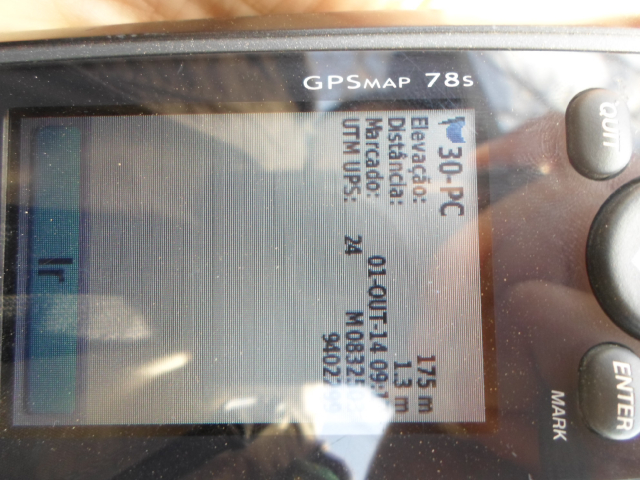 GPSMAP 78s
30-PC
Elevação: 175 m
Distância: 1.3 m
Marcado: 01-OUT-14
UTM UPS: 24 M
Ir
QUIT
ENTER
MARK